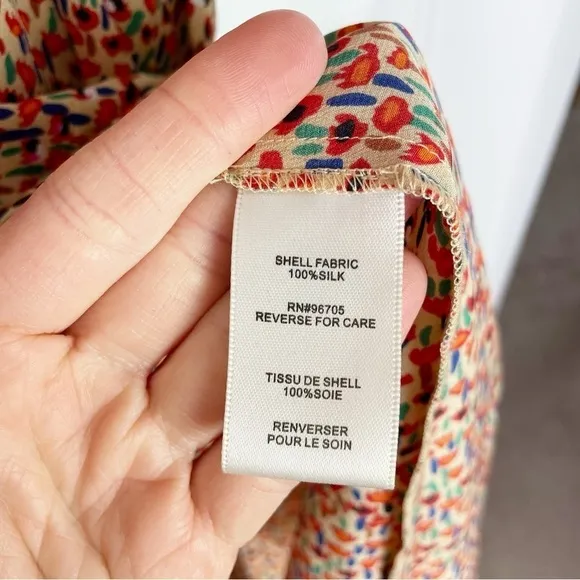 SHELL FABRIC
100%SILK
RN#96705
REVERSE FOR CARE
TISSU DE SHELL
100%SOIE
RENVERSER
POUR LE SOIN